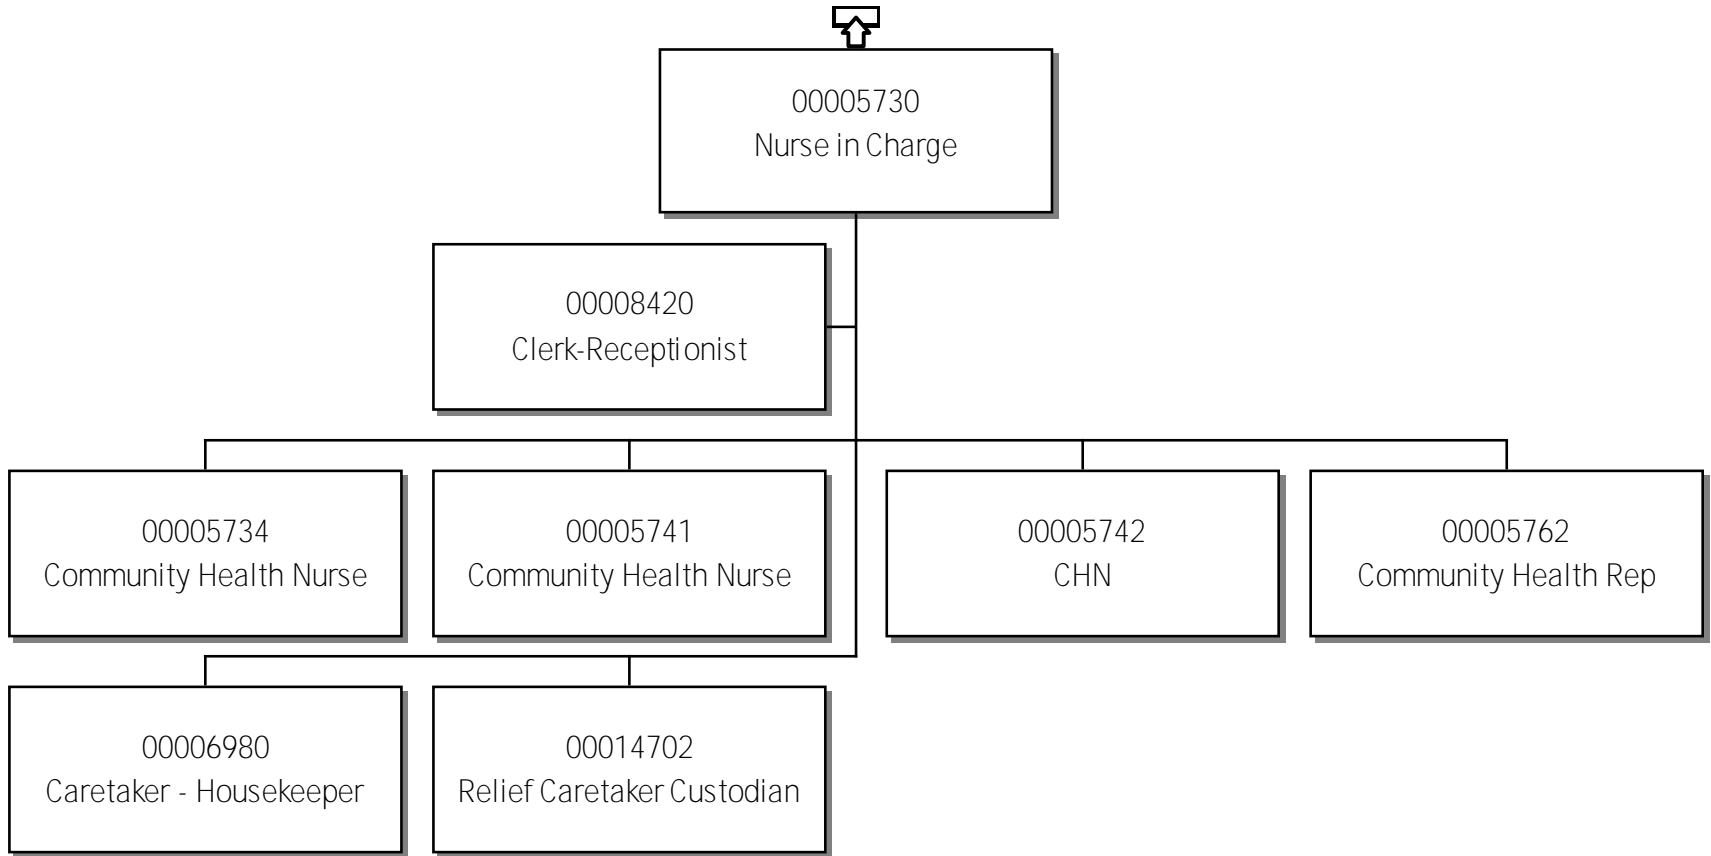 00005730
Nurse in Charge
00008420
Clerk-Receptionist
00005734
Community Health Nurse
00005741
Community Health Nurse
00005742
CHN
00005762
Community Health Rep
00006980
Caretaker - Housekeeper
00014702
Relief Caretaker Custodian